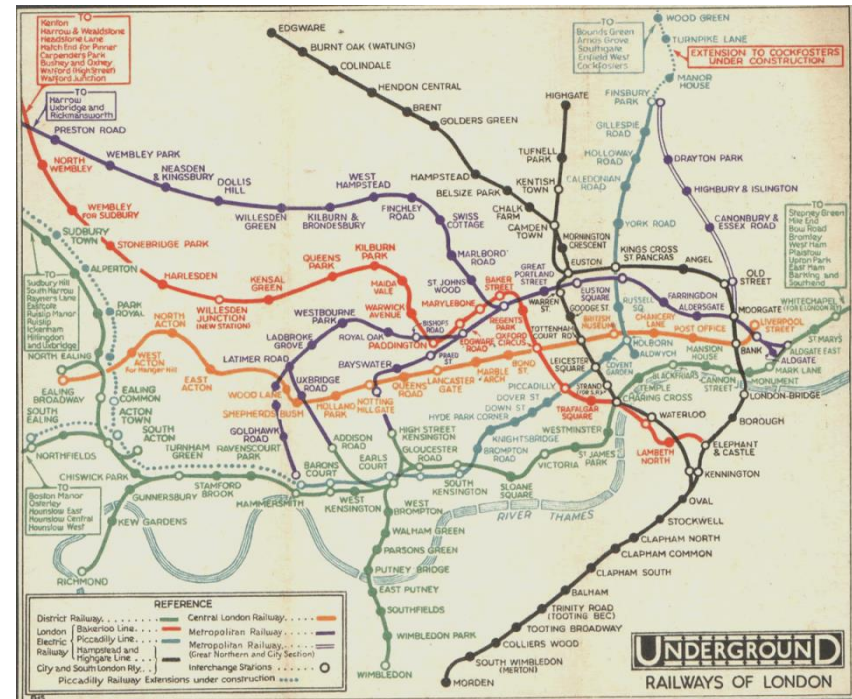 TO
Kenton
Harrow & Wealdstone
Headstone Lane
Hatch End for Pinner
Carpenders Park
Bushey and Oxhey
Watford (High Street)
Watford Junction
TO
Harrow
Uxbridge and
Rickmansworth
PRESTON ROAD
NORTH
WEMBLEY
WEMBLEY PARK
NEASDEN
& KINGSBURY
DOLLIS
HILL
WILLESDEN
GREEN
KILBURN &
BRONDESBURY
WEST
HAMPSTEAD
FINCHLEY
ROAD
SWISS
COTTAGE
MARLBORO'
ROAD
ST JOHNS
WOOD
EDGWARE
BURNT OAK (WATLING)
COLINDALE
HENDON CENTRAL
BRENT
GOLDERS GREEN
HAMPSTEAD
BELSIZE PARK
CHALK
FARM
CAMDEN
TOWN
HIGHGATE
TUFNELL
PARK
KENTISH
TOWN
MORNINGTON
CRESCENT
EUSTON
TO
Bounds Green
Arnos Grove
Southgate
Enfield West
Cockfosters
WOOD GREEN
TURNPIKE LANE
EXTENSION TO COCKFOSTERS
UNDER CONSTRUCTION
MANOR
HOUSE
FINSBURY
PARK
GILLESPIE
ROAD
HOLLOWAY
ROAD
CALEDONIAN
ROAD
YORK ROAD
KINGS CROSS
ST PANCRAS
DRAYTON PARK
HIGHBURY & ISLINGTON
CANONBURY &
ESSEX ROAD
ANGEL
OLD
STREET
MOORGATE
TO
Stepney Green
Mile End
Bow Road
Bromley
West Ham
Plaistow
Upton Park
East Ham
Barking and
Southend
WHITECHAPEL
(FOR LONDON HTL)
ST MARYS
ALDGATE EAST
ALDGATE
LIVERPOOL
STREET
BANK
MARK LANE
MONUMENT
CANNON
STREET
MANSION
HOUSE
BLACKFRIARS
TEMPLE
CHARING CROSS
LONDON BRIDGE
BOROUGH
ELEPHANT
& CASTLE
KENNINGTON
WATERLOO
LAMBETH
NORTH
WEMBLEY
FOR SUDBURY
STONEBRIDGE PARK
HARLESDEN
WILLESDEN
JUNCTION
(NEW STATION)
KENSAL
GREEN
QUEENS
PARK
KILBURN
PARK
MAIDA
VALE
WARWICK
AVENUE
PADDINGTON
EDGWARE
ROAD
MARYLEBONE
BAKER
STREET
REGENTS
PARK
OXFORD
CIRCUS
GREAT
PORTLAND
STREET
WARREN
ST.
EUSTON
SQUARE
GOODGE ST.
RUSSELL
SQ.
FARRINGDON
ALDERSGATE
TOTTENHAM
COURT RD
BRITISH
MUSEUM
CHANCERY
LANE
POST OFFICE
HOLBORN
ALDWYCH
COVENT
GARDEN
LEICESTER
SQUARE
STRAND
TRAFALGAR
SQUARE
PICCADILLY
DOVER ST
DOWN ST
HYDE PARK CORNER
KNIGHTSBRIDGE
BROMPTON
ROAD
SOUTH
KENSINGTON
GLOUCESTER
ROAD
EARLS
COURT
BARONS
COURT
HAMMERSMITH
WEST
KENSINGTON
SLOANE
SQUARE
VICTORIA
ST JAMES
PARK
WESTMINSTER
HIGH STREET
KENSINGTON
NOTTING
HILL GATE
BAYSWATER
PRAED
ST.
BISHOPS
ROAD
ROYAL OAK
WESTBOURNE
PARK
LADBROKE
GROVE
LATIMER ROAD
UXBRIDGE
ROAD
ADDISON
ROAD
GOLDHAWK
ROAD
SHEPHERDS BUSH
WOOD LANE
HOLLAND
PARK
QUEENS
ROAD
LANCASTER
GATE
MARBLE
ARCH
BOND
ST.
EAST
ACTON
NORTH
ACTON
WEST
ACTON
for Hanger Hill
EALING
BROADWAY
NORTH EALING
PARK
ROYAL
ALPERTON
SUDBURY
TOWN
TO
Sudbury Hill
South Harrow
Rayners Lane
Eastcote
Ruislip Manor
Ruislip
Ickenham
Hillingdon
and Uxbridge
EALING
COMMON
ACTON
TOWN
SOUTH
ACTON
SOUTH
EALING
NORTHFIELDS
CHISWICK PARK
TURNHAM
GREEN
RAVENSCOURT
PARK
STAMFORD
BROOK
GUNNERSBURY
KEW GARDENS
RICHMOND
TO
Boston Manor
Osterley
Hounslow East
Hounslow Central
Hounslow West
WEST
BROMPTON
WALHAM GREEN
PARSONS GREEN
PUTNEY BRIDGE
EAST PUTNEY
SOUTHFIELDS
WIMBLEDON PARK
WIMBLEDON
RIVER THAMES
OVAL
STOCKWELL
CLAPHAM NORTH
CLAPHAM COMMON
CLAPHAM SOUTH
BALHAM
TRINITY ROAD
(TOOTING BEC)
TOOTING BROADWAY
COLLIERS WOOD
SOUTH WIMBLEDON
(MERTON)
MORDEN
REFERENCE
District Railway
London Electric Railway
Bakerloo Line
Piccadilly Line
Hampstead and
Highgate Line
City and South London Rly.
Central London Railway
Metropolitan Railway
Metropolitan Railway
(Great Northern and City Section)
Interchange Stations
Piccadilly Railway Extensions under construction
UNDERGROUND
RAILWAYS OF LONDON